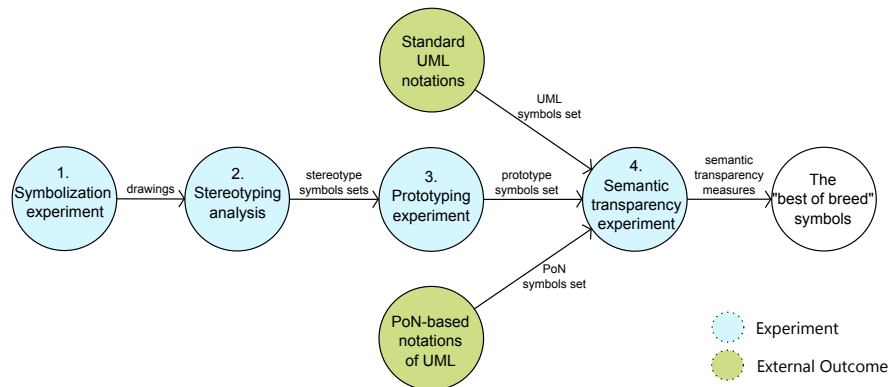 Standard
UML
notations
UML
symbols set
1.
Symbolization
experiment
drawings
2.
Stereotyping
analysis
stereotype
symbols sets
3.
Prototyping
experiment
prototype
symbols set
4.
Semantic
transparency
experiment
semantic
transparency
measures
The
"best of breed"
symbols
PoN
symbols set
PoN-based
notations
of UML
Experiment
External Outcome